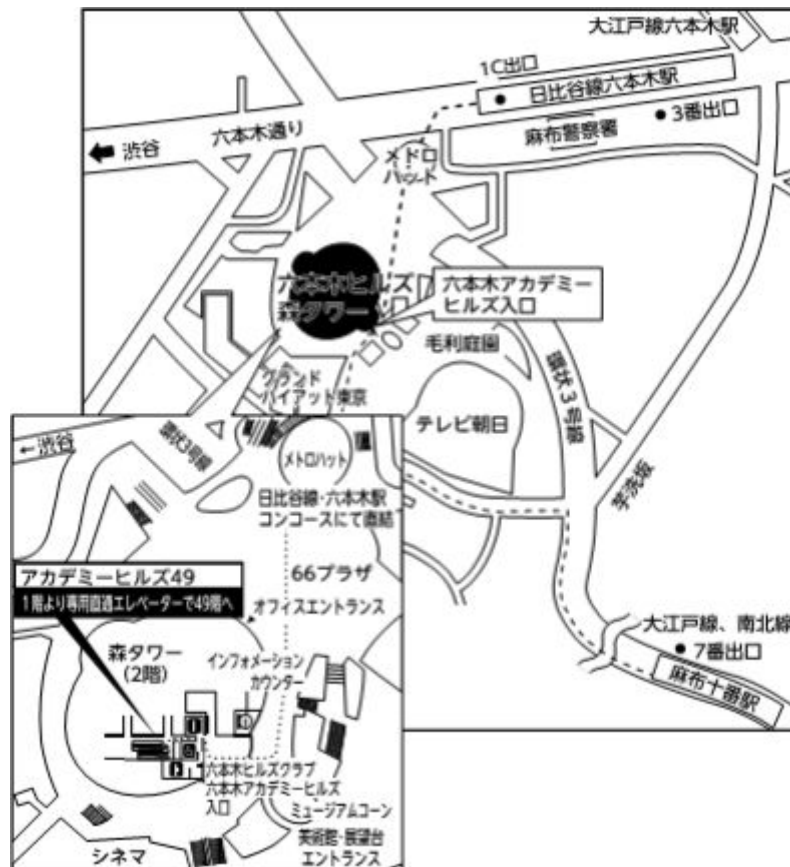 大江戸線六本木駅
1C出口
日比谷線六本木駅
3番出口
麻布警察署
六本木通り
渋谷
メトロ
ハット
六本木ヒルズ
森タワー
六本木アカデミー
ヒルズ入口
毛利庭園
環状3号線
グランド
ハイアット東京
テレビ朝日
芋洗坂
大江戸線、南北線
7番出口
麻布十番駅
←渋谷
環状3号線
メトロハット
日比谷線・六本木駅
コンコースにて直結
66プラザ
アカデミーヒルズ49
1階より専用直通エレベーターで49階へ
オフィスエントランス
森タワー
(2階)
インフォメーション
カウンター
六本木ヒルズクラブ
六本木アカデミーヒルズ
入口
ミュージアムコーン
美術館・展望台
エントランス
シネマ